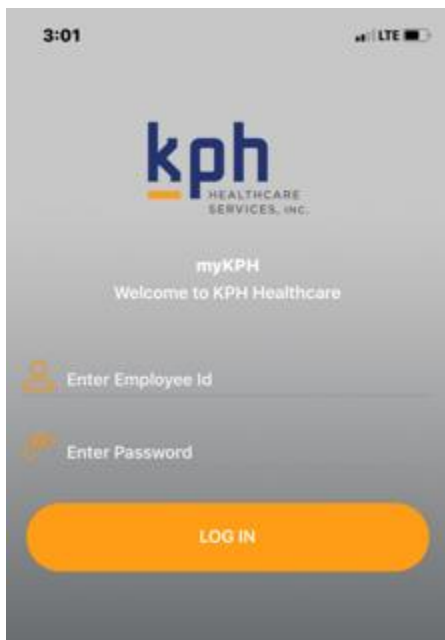 3:01
LTE
kph
HEALTHCARE
SERVICES, INC.
myKPH
Welcome to KPH Healthcare
Enter Employee Id
Enter Password
LOG IN